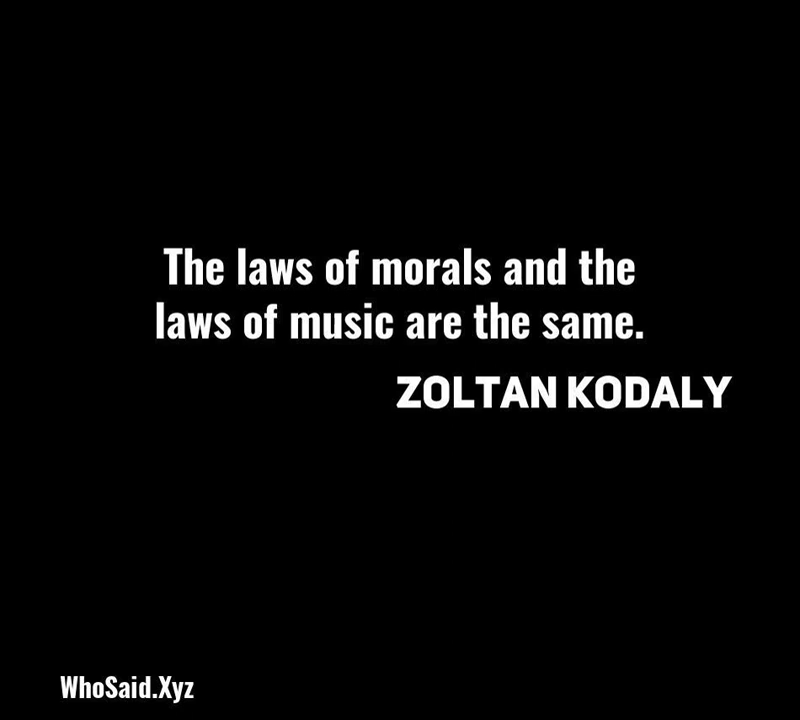 The laws of morals and the
laws of music are the same.
ZOLTAN KODALY
WhoSaid.Xyz